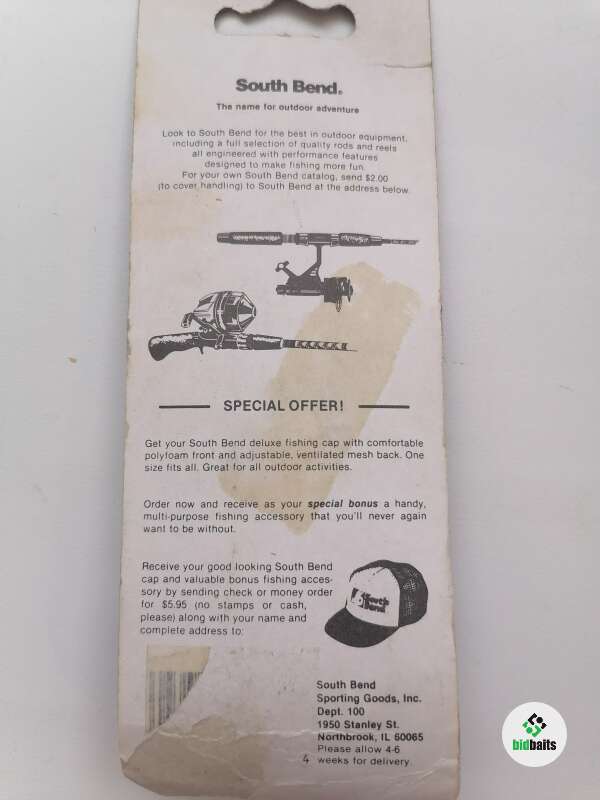 South Bend®
The name for outdoor adventure
Look to South Bend for the best in outdoor equipment,
including a full selection of quality rods and reels
all engineered with performance features
designed to make fishing more fun.
For your own South Bend catalog, send $2.00
(to cover handling) to South Bend at the address below.
SPECIAL OFFER!
Get your South Bend deluxe fishing cap with comfortable
polyfoam front and adjustable, ventilated mesh back. One
size fits all. Great for all outdoor activities.
Order now and receive as your special bonus a handy,
multi-purpose fishing accessory that you'll never again
want to be without.
Receive your good looking South Bend
cap and valuable bonus fishing acces-
sory by sending check or money order
for $5.95 (no stamps or cash,
please) along with your name and
complete address to:
South
Bend
South Bend
Sporting Goods, Inc.
Dept. 100
1950 Stanley St.
Northbrook, IL 60065
Please allow 4-6
weeks for delivery.
4
bidbaits